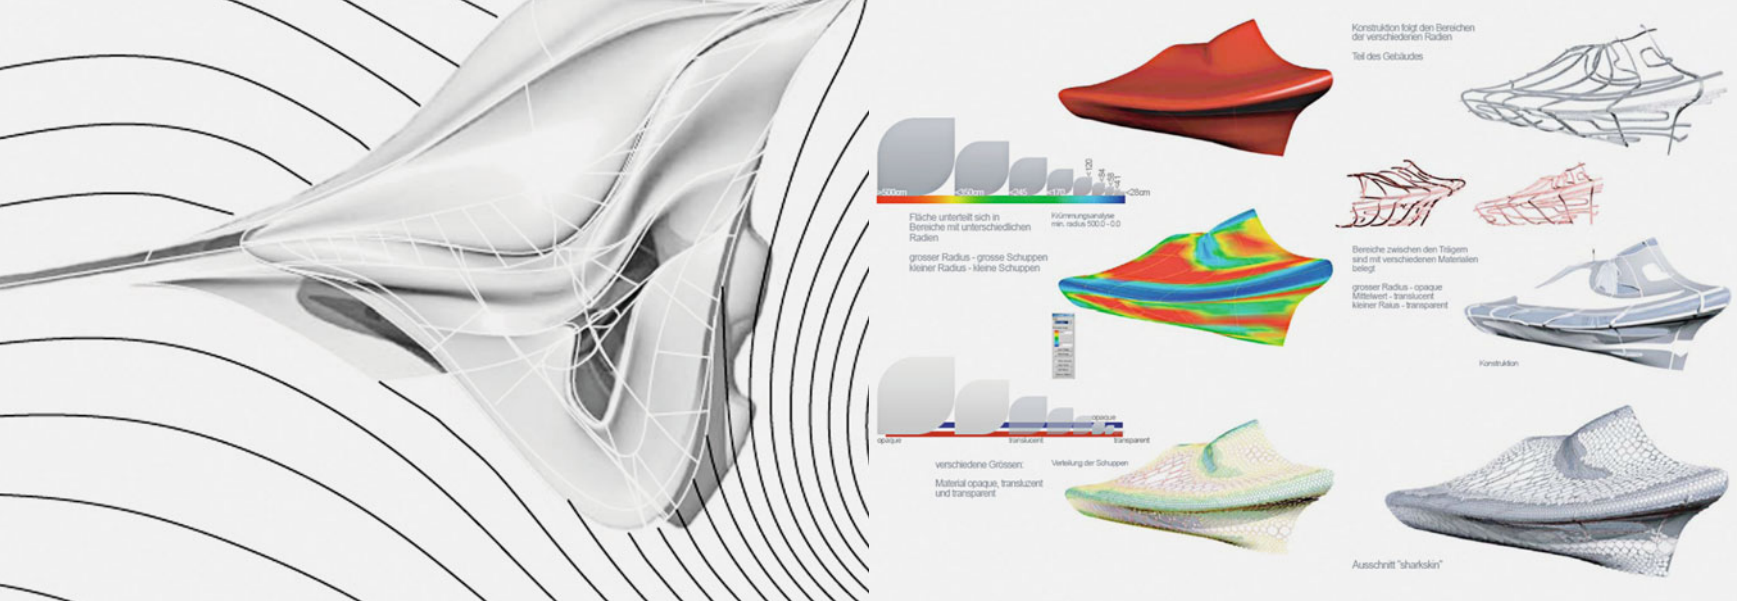 Konstruktion folgt den Bereichen
der verschiedenen Radien
Teil des Gebäudes
>500cm
<350cm
<245
<170
<120
<84
<58
<41
<28cm
Fläche unterteilt sich in
Bereiche mit unterschiedlichen
Radien
grosser Radius - grosse Schuppen
kleiner Radius - kleine Schuppen
Krümmungsanalyse
min. radius 500.0 - 0.0
Bereiche zwischen den Trägern
sind mit verschiedenen Materialien
belegt
grosser Radius - opaque
Mittelwert - translucent
kleiner Raius - transparent
Konstruktion
opaque
opaque
translucent
transparent
verschiedene Grössen:
Material opaque, transluzent
und transparent
Verteilung der Schuppen
Ausschnitt "sharkskin"